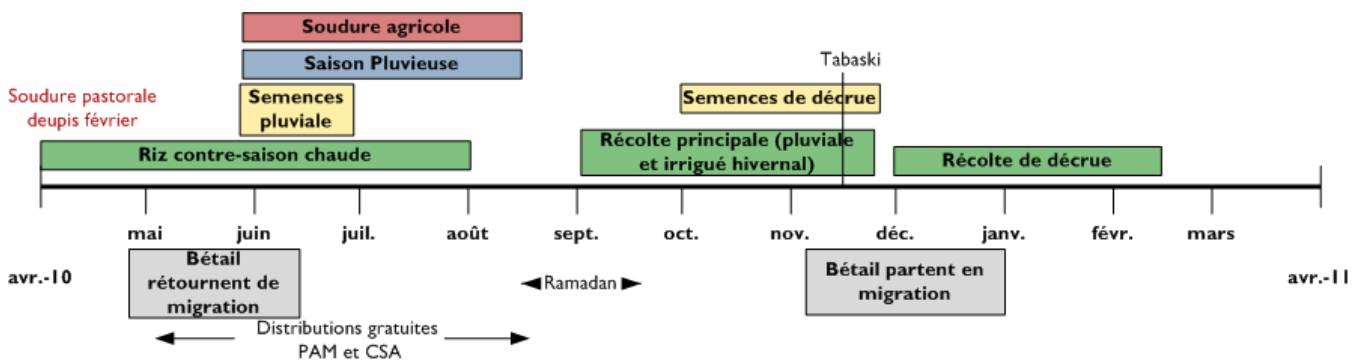 Soudure agricole
Saison Pluvieuse
Tabaski
Soudure pastorale
deupis février
Semences
pluviale
Semences de décrue
Riz contre-saison chaude
Récolte principale (pluviale
et irrigué hivernal)
Récolte de décrue
mai juin juil. août sept. oct. nov. déc. janv. févr. mars
avr.-10
avr.-11
Bétail
rétournent de
migration
Ramadan
Bétail partent en
migration
Distributions gratuites
PAM et CSA